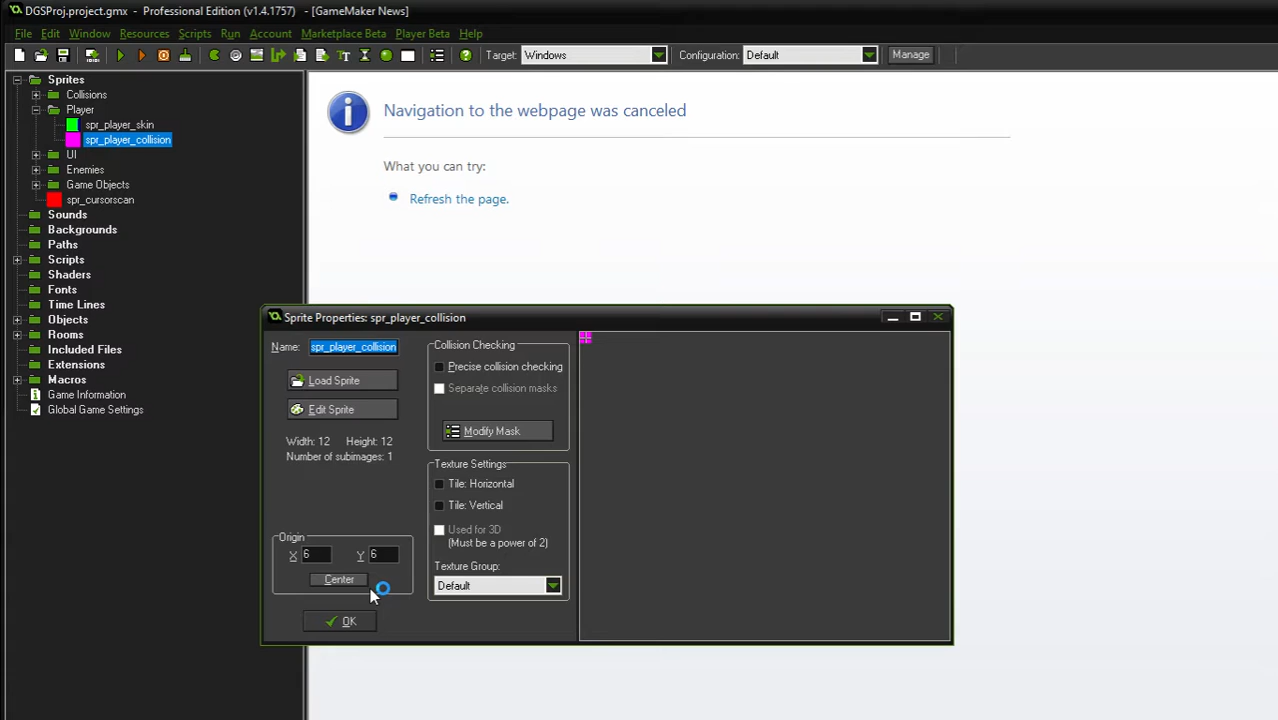 DGSProj.project.gmx - Professional Edition (v1.4.1757) - [GameMaker News]
File Edit Window Resources Scripts Run Account Marketplace Beta Player Beta Help
Target: Windows Configuration: Default Manage
Sprites
Collisions
Player
spr_player_skin
spr_player_collision
UI
Enemies
Game Objects
spr_cursorscan
Sounds
Backgrounds
Paths
Scripts
Shaders
Fonts
Time Lines
Objects
Rooms
Included Files
Extensions
Macros
Game Information
Global Game Settings
Navigation to the webpage was canceled
What you can try:
Refresh the page.
Sprite Properties: spr_player_collision
Name: spr_player_collision
Load Sprite
Edit Sprite
Width: 12 Height: 12
Number of subimages: 1
Origin
X 6 Y 6
Center
OK
Collision Checking
Precise collision checking
Separate collision masks
Modify Mask
Texture Settings
Tile: Horizontal
Tile: Vertical
Used for 3D
(Must be a power of 2)
Texture Group:
Default